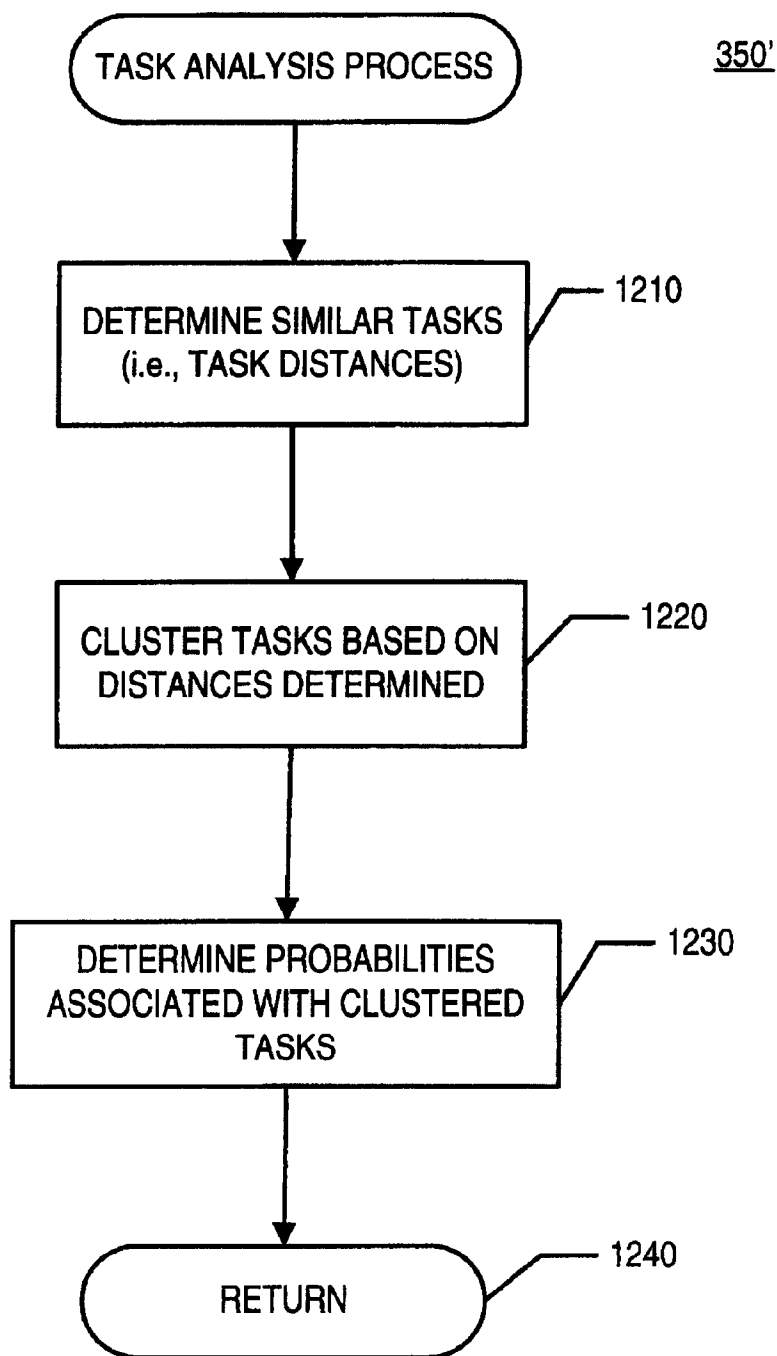 TASK ANALYSIS PROCESS
350'
DETERMINE SIMILAR TASKS
(i.e., TASK DISTANCES)
1210
CLUSTER TASKS BASED ON
DISTANCES DETERMINED
1220
DETERMINE PROBABILITIES
ASSOCIATED WITH CLUSTERED
TASKS
1230
RETURN
1240